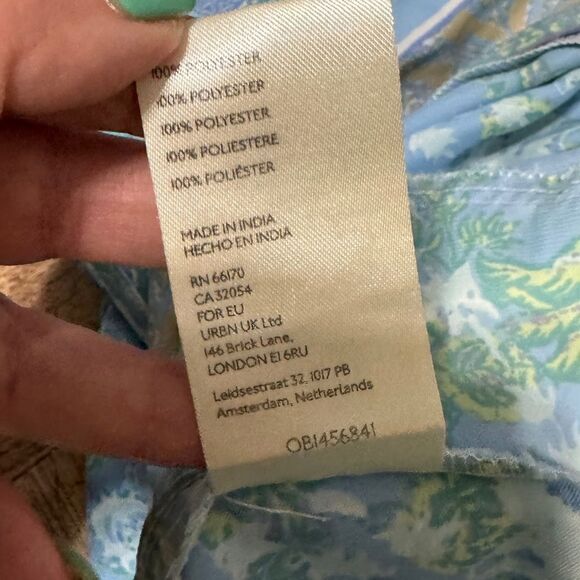 100% POLYESTER
100% POLYESTER
100% POLYESTER
100% POLIESTERE
100% POLIÉSTER
MADE IN INDIA
HECHO EN INDIA
RN 66170
CA 32054
FOR EU
URBN UK Ltd
146 Brick Lane,
LONDON E1 6RU
Leidsestraat 32, 1017 PB
Amsterdam, Netherlands
OB1456841